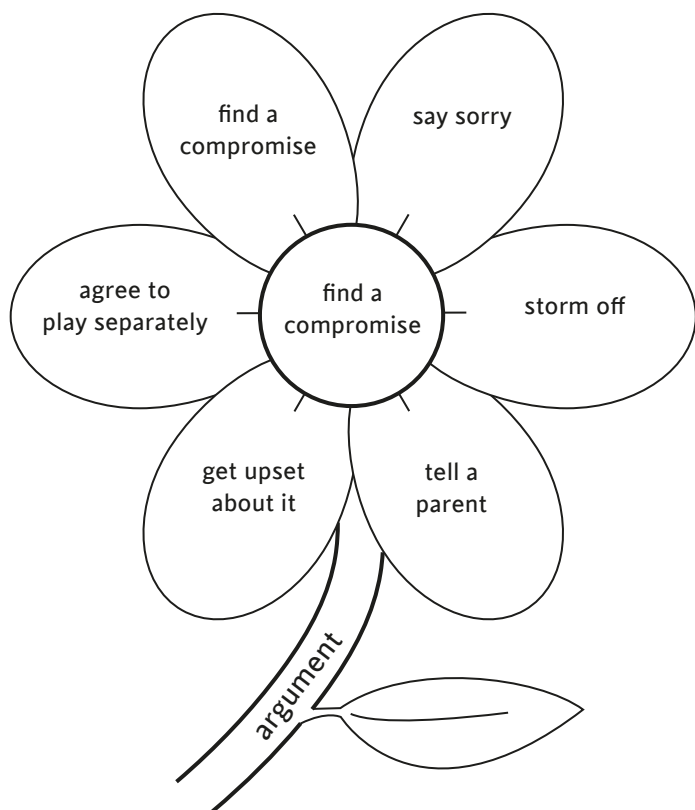 find a
compromise
say sorry
agree to
play separately
find a
compromise
storm off
get upset
about it
tell a
parent
argument